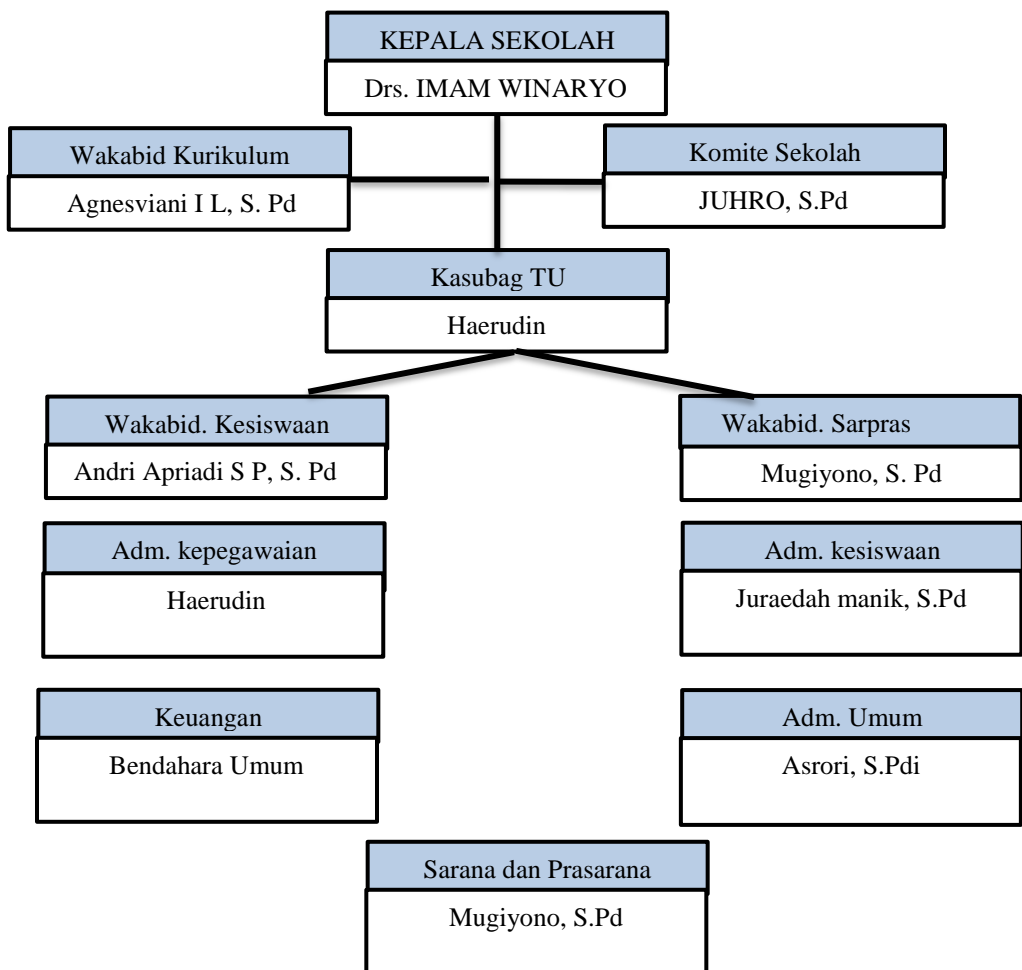 KEPALA SEKOLAH
Drs. IMAM WINARYO
Wakabid Kurikulum
Agnesviani I L, S. Pd
Komite Sekolah
JUHRO, S.Pd
Kasubag TU
Haerudin
Wakabid. Kesiswaan
Andri Apriadi S P, S. Pd
Wakabid. Sarpras
Mugiyono, S. Pd
Adm. kepegawaian
Haerudin
Adm. kesiswaan
Juraedah manik, S.Pd
Keuangan
Bendahara Umum
Adm. Umum
Asrori, S.Pdi
Sarana dan Prasarana
Mugiyono, S.Pd